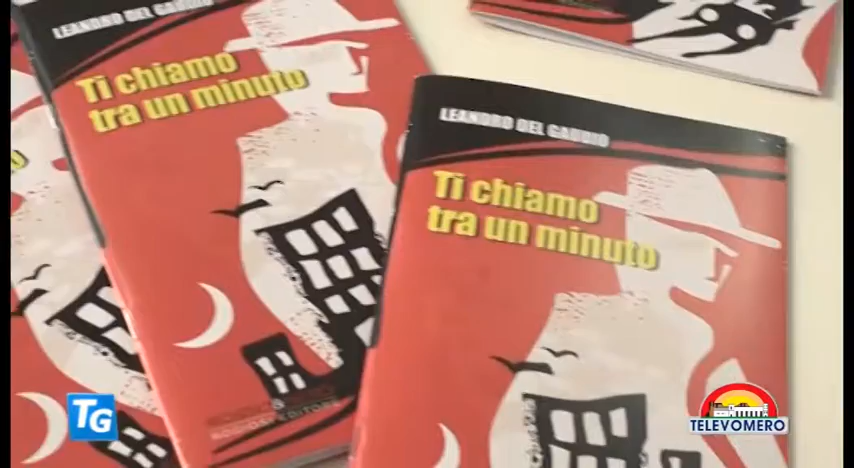 LEANDRO DEL GAUDIO
Ti chiamo
tra un minuto
LEANDRO DEL GAUDIO
Ti chiamo
tra un minuto
TG
TELEVOMERO